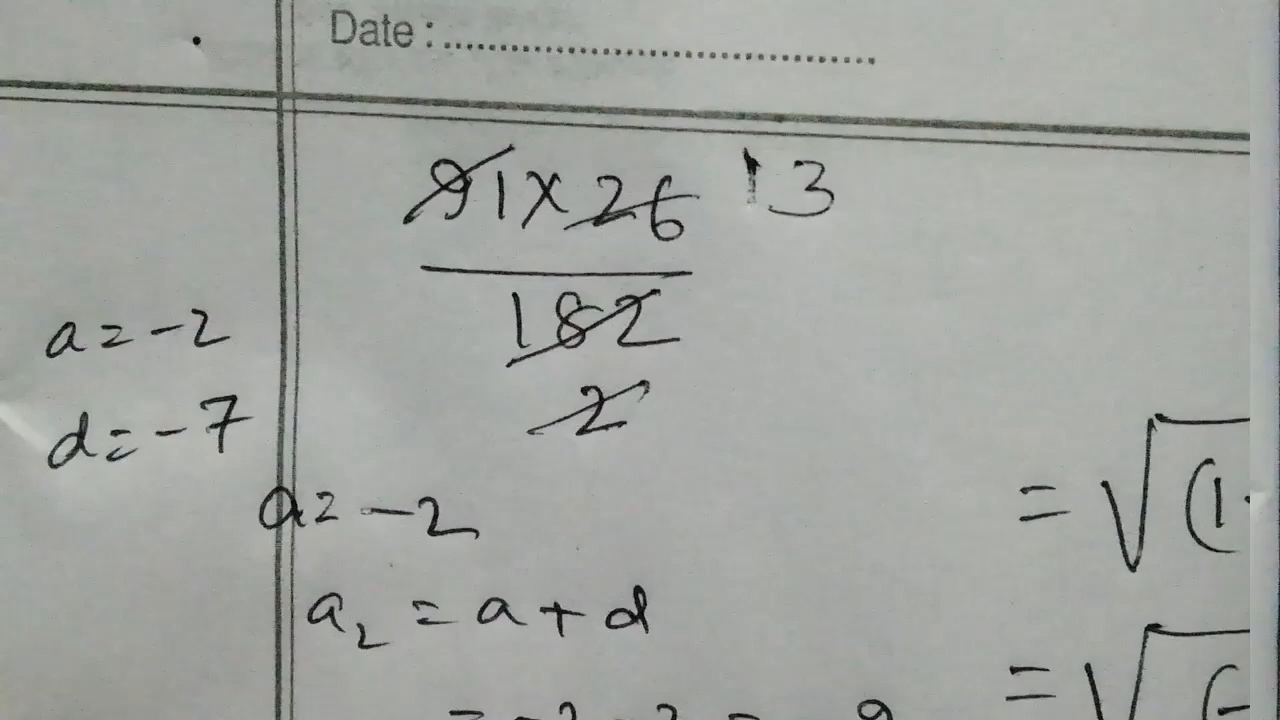 Date : ............................................
91 x 26 13
182
2
a = -2
d = -7
a = -2
a₂ = a + d
= √(1
= √(-